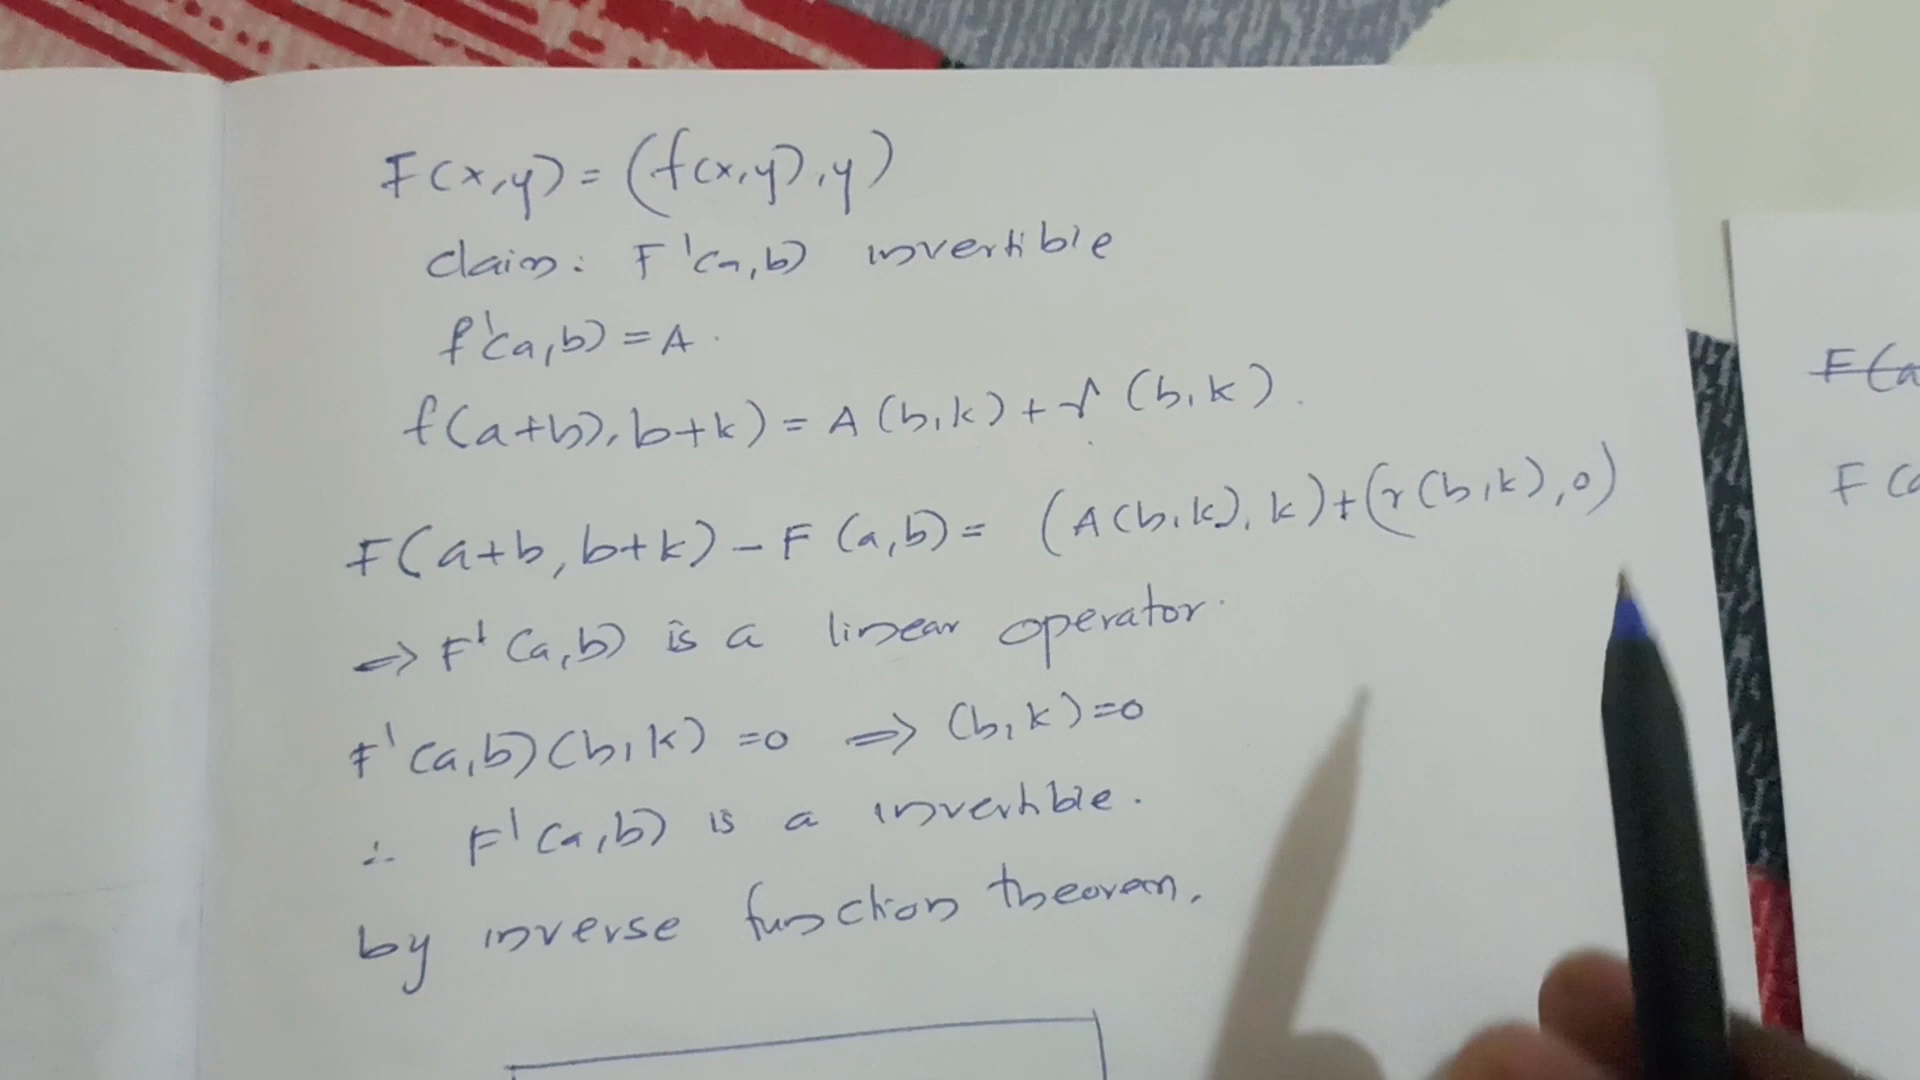 F(x,y) = (f(x,y),y)
claim: F'(a,b) invertible
f'(a,b) = A.
f(a+h), b+k) = A(h,k) + r(h,k).
F(a+h, b+k) - F(a,b) = (A(h,k), k) + (r(h,k), 0)
⇒ F'(a,b) is a linear operator.
F'(a,b)(h,k) = 0 ⇒ (h,k) = 0
∴ F'(a,b) is a invertible.
by inverse function theorem,
F(a
F(a